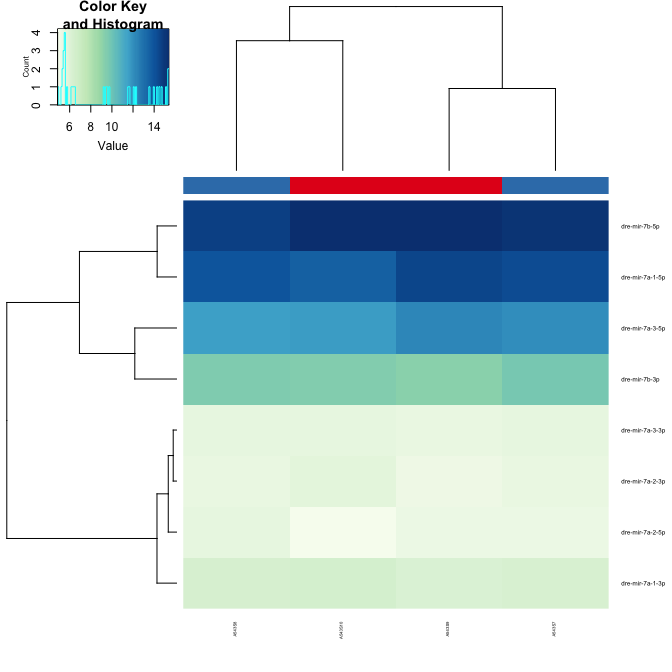 Color Key
and Histogram
Count
0 1 2 3 4
6 8 10 14
Value
dre-mir-7b-5p
dre-mir-7a-1-5p
dre-mir-7a-3-5p
dre-mir-7b-3p
dre-mir-7a-3-3p
dre-mir-7a-2-3p
dre-mir-7a-2-5p
dre-mir-7a-1-3p